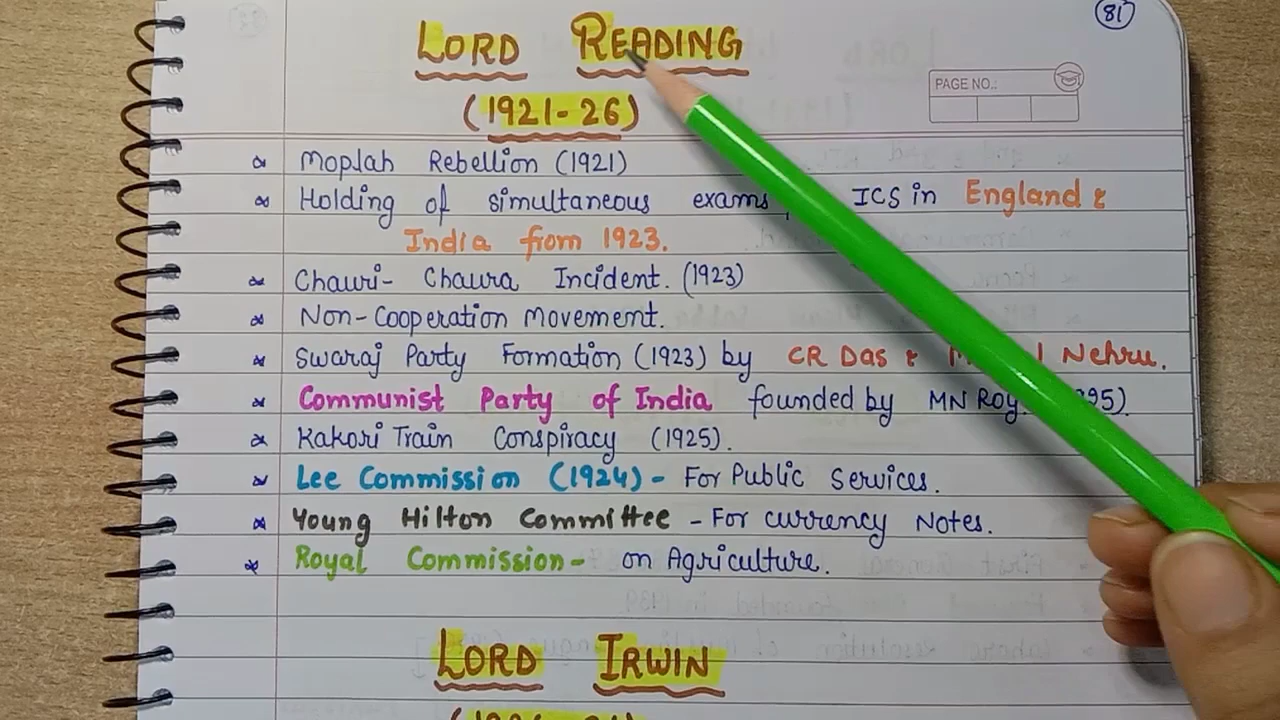 81
LORD READING
PAGE NO.:
(1921-26)
Moplah Rebellion (1921)
Holding of simultaneous exams ICS in England &
India from 1923.
Chauri-Chaura Incident. (1923)
Non-Cooperation Movement.
Swaraj Party Formation (1923) by CR Das & Nehru.
Communist Party of India founded by MN Roy.
Kakori Train Conspiracy (1925).
Lee Commission (1924) - For Public Services.
Young Hilton Committee - For currency Notes.
Royal Commission - on Agriculture.
LORD IRWIN